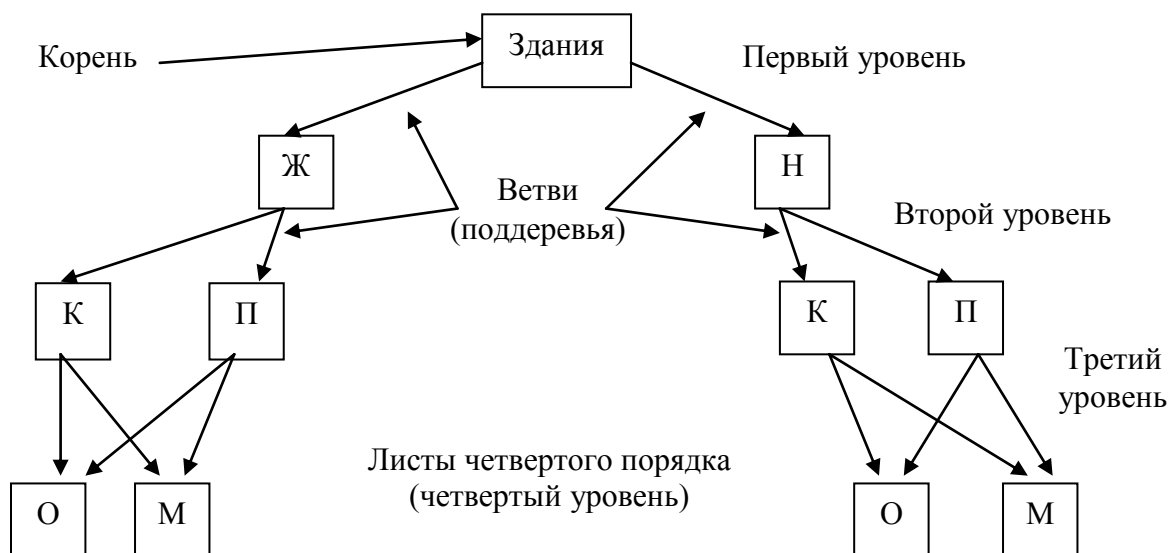 Корень
Здания
Первый уровень
Ж
Н
Ветви
(поддеревья)
Второй уровень
К
П
К
П
Третий
уровень
Листы четвертого порядка
(четвертый уровень)
О
М
О
М